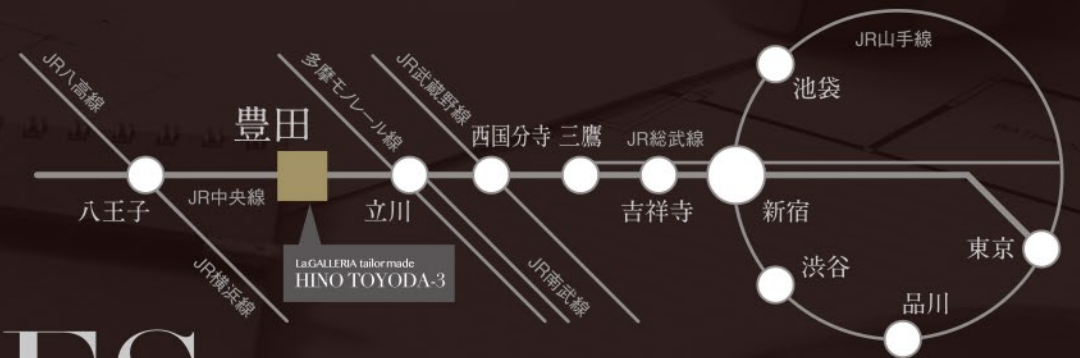 JR山手線
池袋
JR八高線
多摩モノレール線
JR武蔵野線
豊田
西国分寺
三鷹
JR総武線
八王子
JR中央線
立川
吉祥寺
新宿
La.GALLERIA tailor made
HINO TOYODA-3
東京
渋谷
品川
JR横浜線
JR南武線
ES